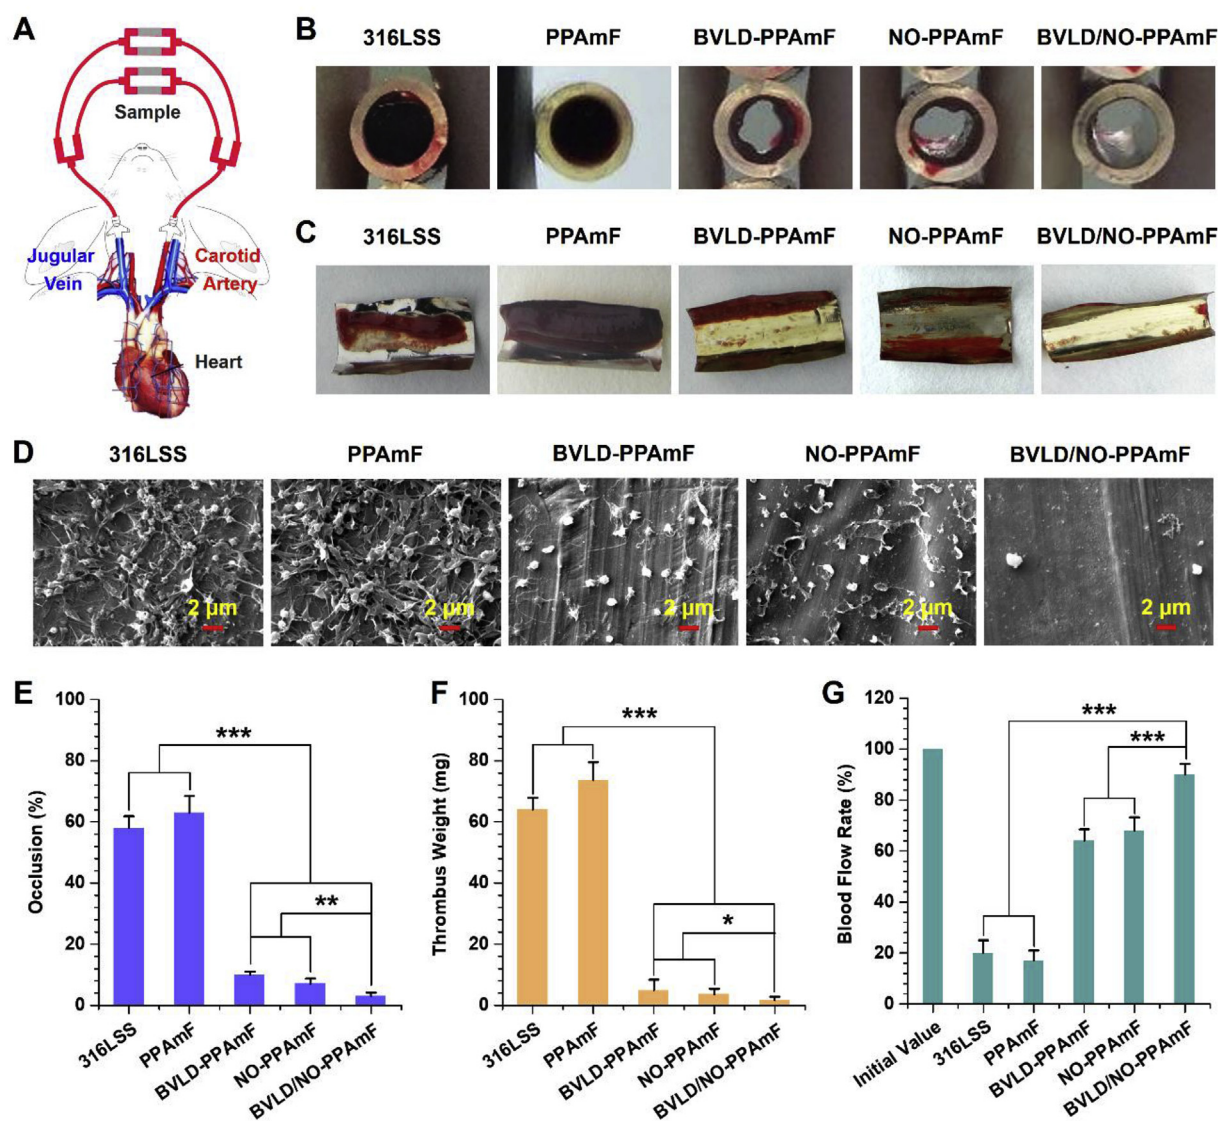 A
Sample
Jugular
Vein
Carotid
Artery
Heart
B
316LSS PPAmF BVLD-PPAmF NO-PPAmF BVLD/NO-PPAmF
C
316LSS PPAmF BVLD-PPAmF NO-PPAmF BVLD/NO-PPAmF
D
316LSS PPAmF BVLD-PPAmF NO-PPAmF BVLD/NO-PPAmF
2 μm 2 μm 2 μm 2 μm 2 μm
E
Occlusion (%)
100
80
60
40
20
0
***
**
316LSS
PPAmF
BVLD-PPAmF
NO-PPAmF
BVLD/NO-PPAmF
F
Thrombus Weight (mg)
100
80
60
40
20
0
***
*
316LSS
PPAmF
BVLD-PPAmF
NO-PPAmF
BVLD/NO-PPAmF
G
Blood Flow Rate (%)
120
100
80
60
40
20
0
***
***
Initial Value
316LSS
PPAmF
BVLD-PPAmF
NO-PPAmF
BVLD/NO-PPAmF